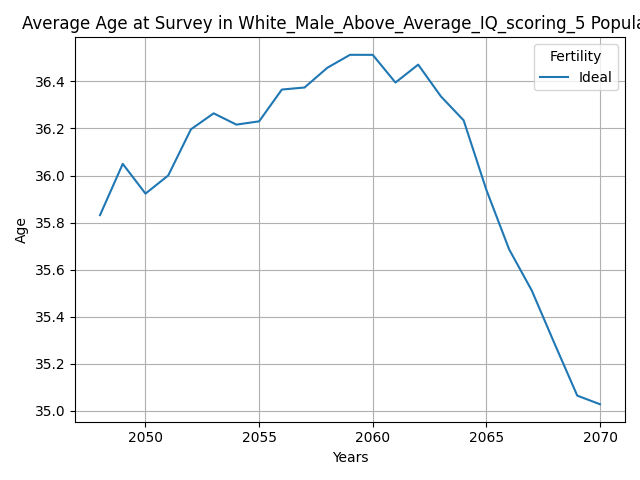 Average Age at Survey in White_Male_Above_Average_IQ_scoring_5 Popula
Fertility
Ideal
36.4
36.2
36.0
35.8
35.6
35.4
35.2
35.0
Age
2050 2055 2060 2065 2070
Years